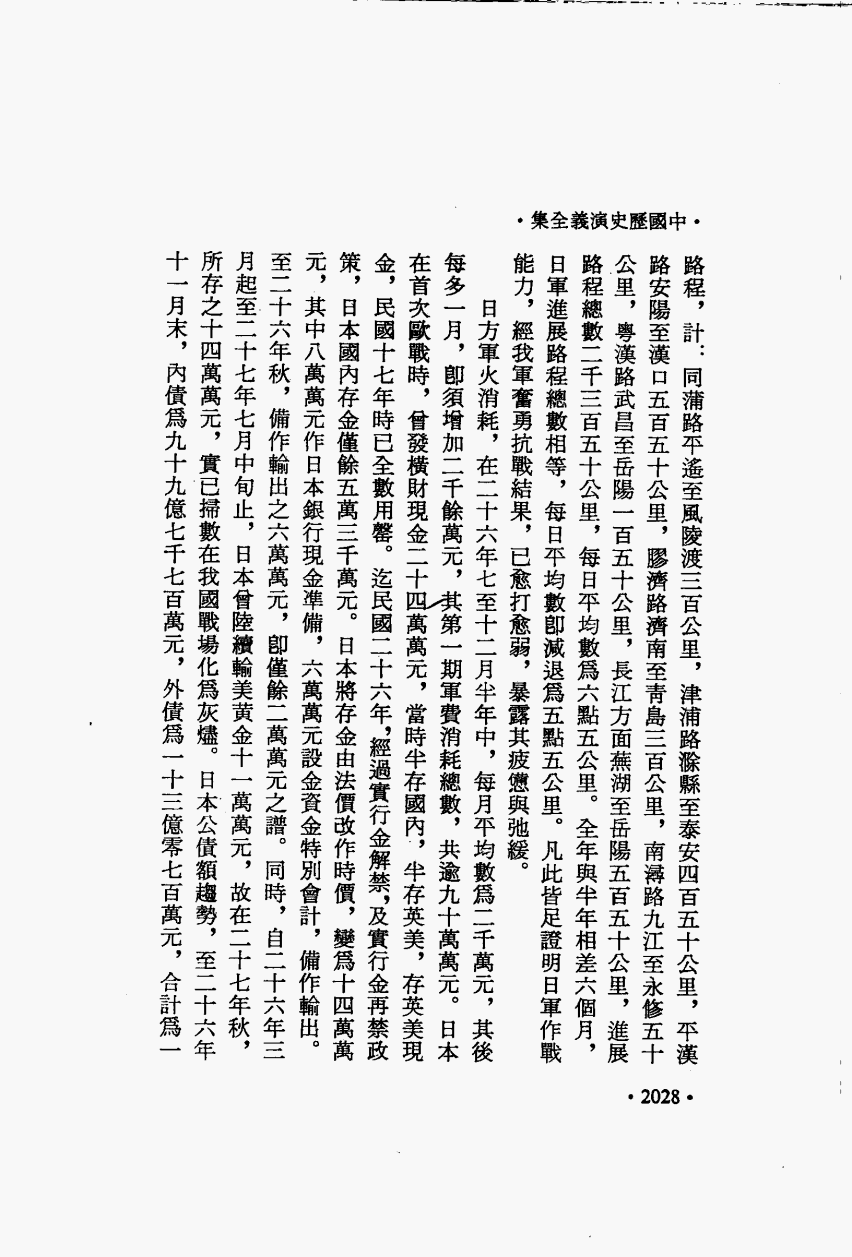 •中國歷史演義全集•
路程，計：同蒲路平遙至風陵渡三百公里，津浦路滁縣至泰安四百五十公里，平漢
路安陽至漢口五百五十公里，膠濟路濟南至青島三百公里，南潯路九江至永修五十
公里，粵漢路武昌至岳陽一百五十公里，長江方面蕪湖至岳陽五百五十公里，進展
路程總數二千三百五十公里，每日平均數爲六點五公里。全年與半年相差六個月，
日軍進展路程總數相等，每日平均數卽減退爲五點五公里。凡此皆足證明日軍作戰
能力，經我軍奮勇抗戰結果，已愈打愈弱，暴露其疲憊與弛緩。
日方軍火消耗，在二十六年七至十二月半年中，每月平均數爲二千萬元，其後
每多一月，卽須增加二千餘萬元，其第一期軍費消耗總數，共逾九十萬萬元。日本
在首次歐戰時，曾發橫財現金二十四萬萬元，當時半存國內，半存英美，存英美現
金，民國十七年時已全數用罄。迄民國二十六年，經過實行金解禁，及實行金再禁政
策，日本國內存金僅餘五萬三千萬元。日本將存金由法價改作時價，變爲十四萬萬
元，其中八萬萬元作日本銀行現金準備，六萬萬元設金資金特別會計，備作輸出。
至二十六年秋，備作輸出之六萬萬元，卽僅餘二萬萬元之譜。同時，自二十六年三
月起至二十七年七月中旬止，日本曾陸續輸美黄金十一萬萬元，故在二十七年秋，
所存之十四萬萬元，實已掃數在我國戰場化爲灰燼。日本公債額趨勢，至二十六年
十一月末，內債爲九十九億七千七百萬元，外債爲一十三億零七百萬元，合計爲一
•2028•